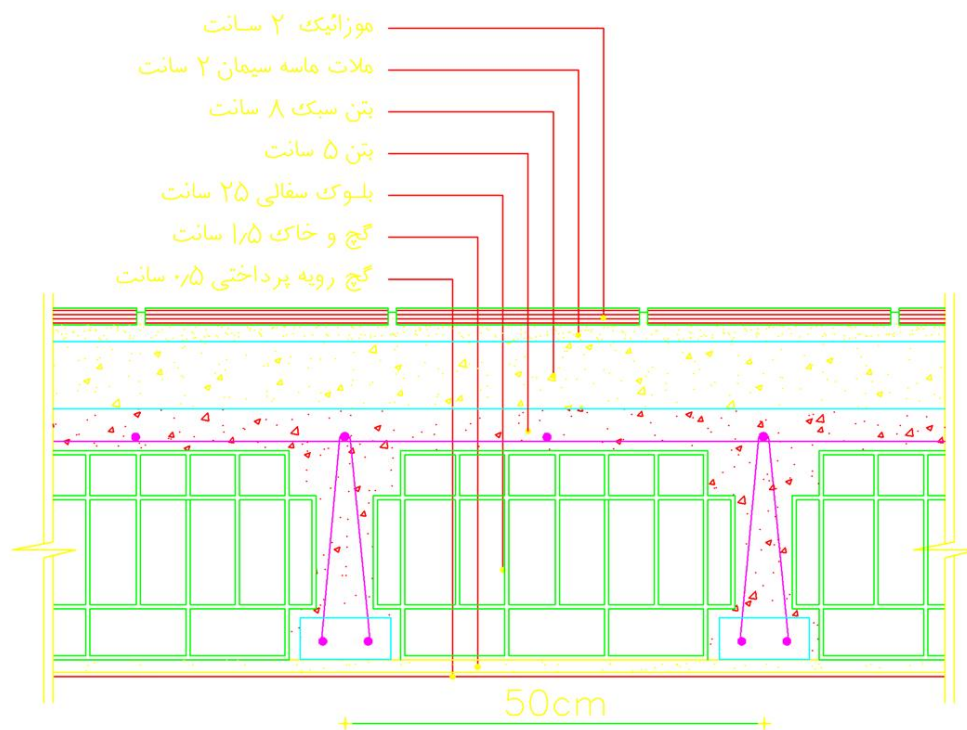 موزائیک ۲ سانت
ملات ماسه سیمان ۲ سانت
بتن سبک ۸ سانت
بتن ۵ سانت
بلوک سفالی ۲۵ سانت
گچ و خاک ۱٫۵ سانت
گچ رویه پرداختی ۰٫۵ سانت
50cm